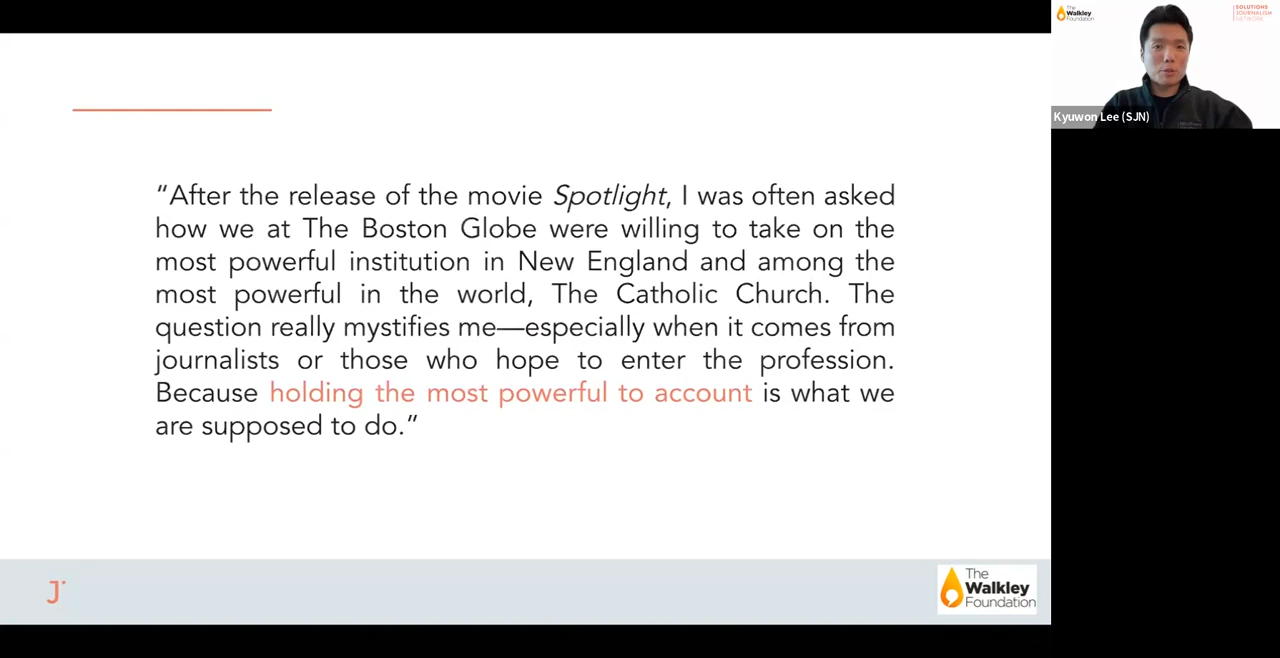 “After the release of the movie Spotlight, I was often asked
how we at The Boston Globe were willing to take on the
most powerful institution in New England and among the
most powerful in the world, The Catholic Church. The
question really mystifies me—especially when it comes from
journalists or those who hope to enter the profession.
Because holding the most powerful to account is what we
are supposed to do.”
J
The
Walkley
Foundation
The
Walkley
Foundation
SOLUTIONS
JOURNALISM
NETWORK
Kyuwon Lee (SJN)